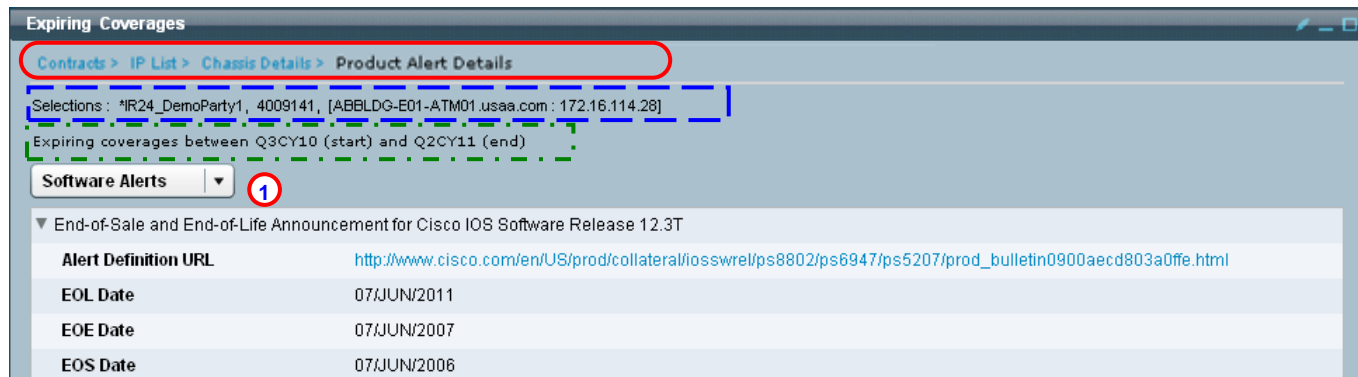 Expiring Coverages
Contracts > IP List > Chassis Details > Product Alert Details
Selections : *IR24_DemoParty1, 4009141, [ABBLDG-E01-ATM01.usaa.com : 172.16.114.28]
Expiring coverages between Q3CY10 (start) and Q2CY11 (end)
Software Alerts
1
End-of-Sale and End-of-Life Announcement for Cisco IOS Software Release 12.3T
Alert Definition URL http://www.cisco.com/en/US/prod/collateral/iosswrel/ps8802/ps6947/ps5207/prod_bulletin0900aecd803a0ffe.html
EOL Date 07/JUN/2011
EOE Date 07/JUN/2007
EOS Date 07/JUN/2006